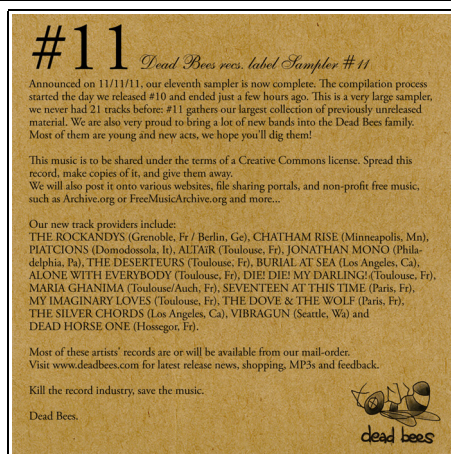 #11 Dead Bees recs. label Sampler #11
Announced on 11/11/11, our eleventh sampler is now complete. The compilation process
started the day we released #10 and ended just a few hours ago. This is a very large sampler,
we never had 21 tracks before: #11 gathers our largest collection of previously unreleased
material. We are also very proud to bring a lot of new bands into the Dead Bees family.
Most of them are young and new acts, we hope you'll dig them!
This music is to be shared under the terms of a Creative Commons license. Spread this
record, make copies of it, and give them away.
We will also post it onto various websites, file sharing portals, and non-profit free music,
such as Archive.org or FreeMusicArchive.org and more...
Our new track providers include:
THE ROCKANDYS (Grenoble, Fr / Berlin, Ge), CHATHAM RISE (Minneapolis, Mn),
PIATCIONS (Domodossola, It), ALTAÏR (Toulouse, Fr), JONATHAN MONO (Phila-
delphia, Pa), THE DESERTEURS (Toulouse, Fr), BURIAL AT SEA (Los Angeles, Ca),
ALONE WITH EVERYBODY (Toulouse, Fr), DIE! DIE! MY DARLING! (Toulouse, Fr),
MARIA GHANIMA (Toulouse/Auch, Fr), SEVENTEEN AT THIS TIME (Paris, Fr),
MY IMAGINARY LOVES (Toulouse, Fr), THE DOVE & THE WOLF (Paris, Fr),
THE SILVER CHORDS (Los Angeles, Ca), VIBRAGUN (Seattle, Wa) and
DEAD HORSE ONE (Hossegor, Fr).
Most of these artists' records are or will be available from our mail-order.
Visit www.deadbees.com for latest release news, shopping, MP3s and feedback.
Kill the record industry, save the music.
Dead Bees.
dead bees